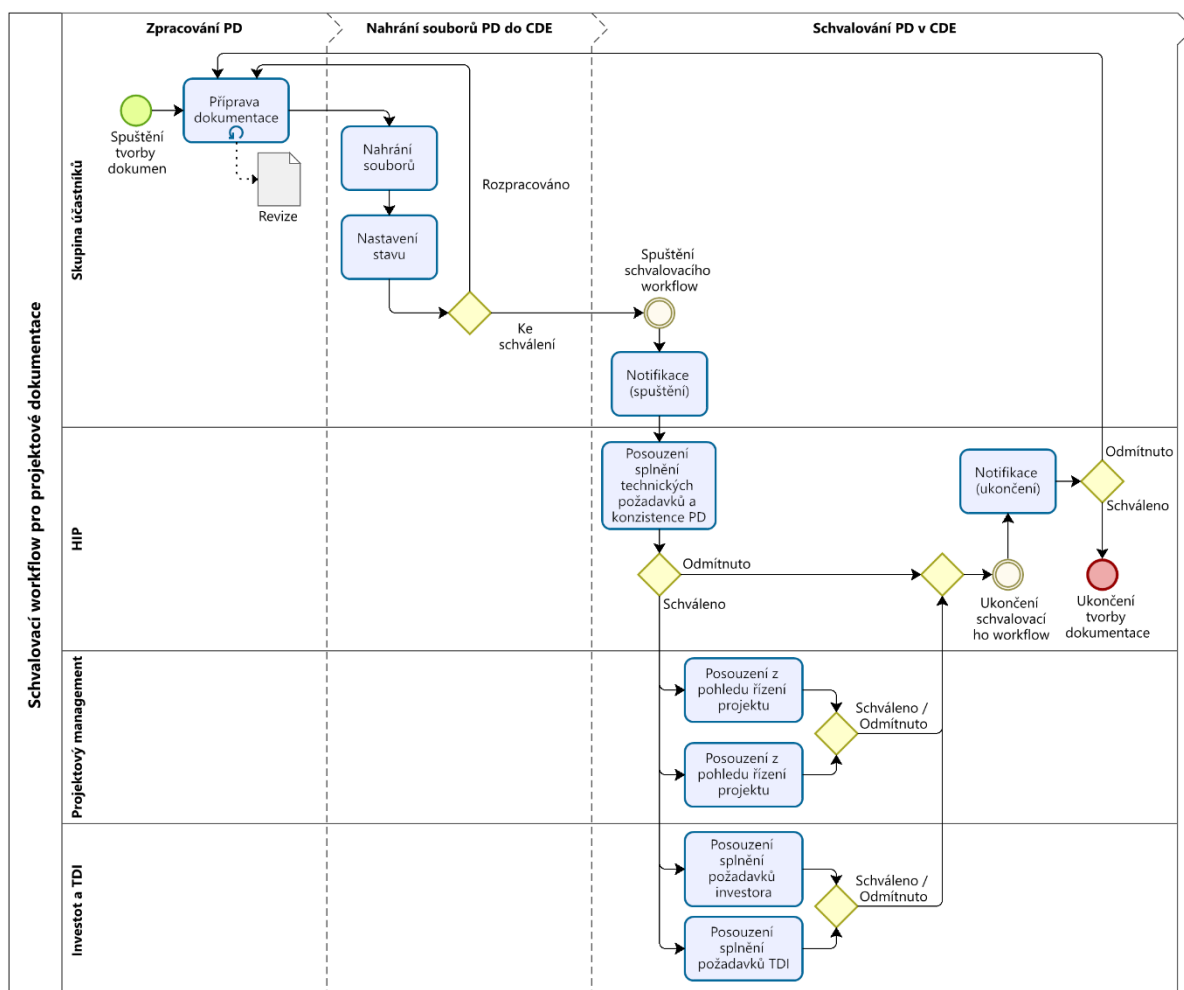 Schvalovací workflow pro projektové dokumentace
Zpracování PD
Nahrání souborů PD do CDE
Schvalování PD v CDE
Skupina účastníků
Spuštění
tvorby
dokumen
Příprava
dokumentace
Revize
Nahrání
souborů
Nastavení
stavu
Rozpracováno
Ke
schválení
Spuštění
schvalovacího
workflow
Notifikace
(spuštění)
HIP
Posouzení
splnění
technických
požadavků a
konzistence PD
Odmítnuto
Schváleno
Notifikace
(ukončení)
Odmítnuto
Schváleno
Ukončení
schvalovací
ho workflow
Ukončení
tvorby
dokumentace
Projektový management
Posouzení z
pohledu řízení
projektu
Posouzení z
pohledu řízení
projektu
Schváleno /
Odmítnuto
Investot a TDI
Posouzení
splnění
požadavků
investora
Posouzení
splnění
požadavků TDI
Schváleno /
Odmítnuto